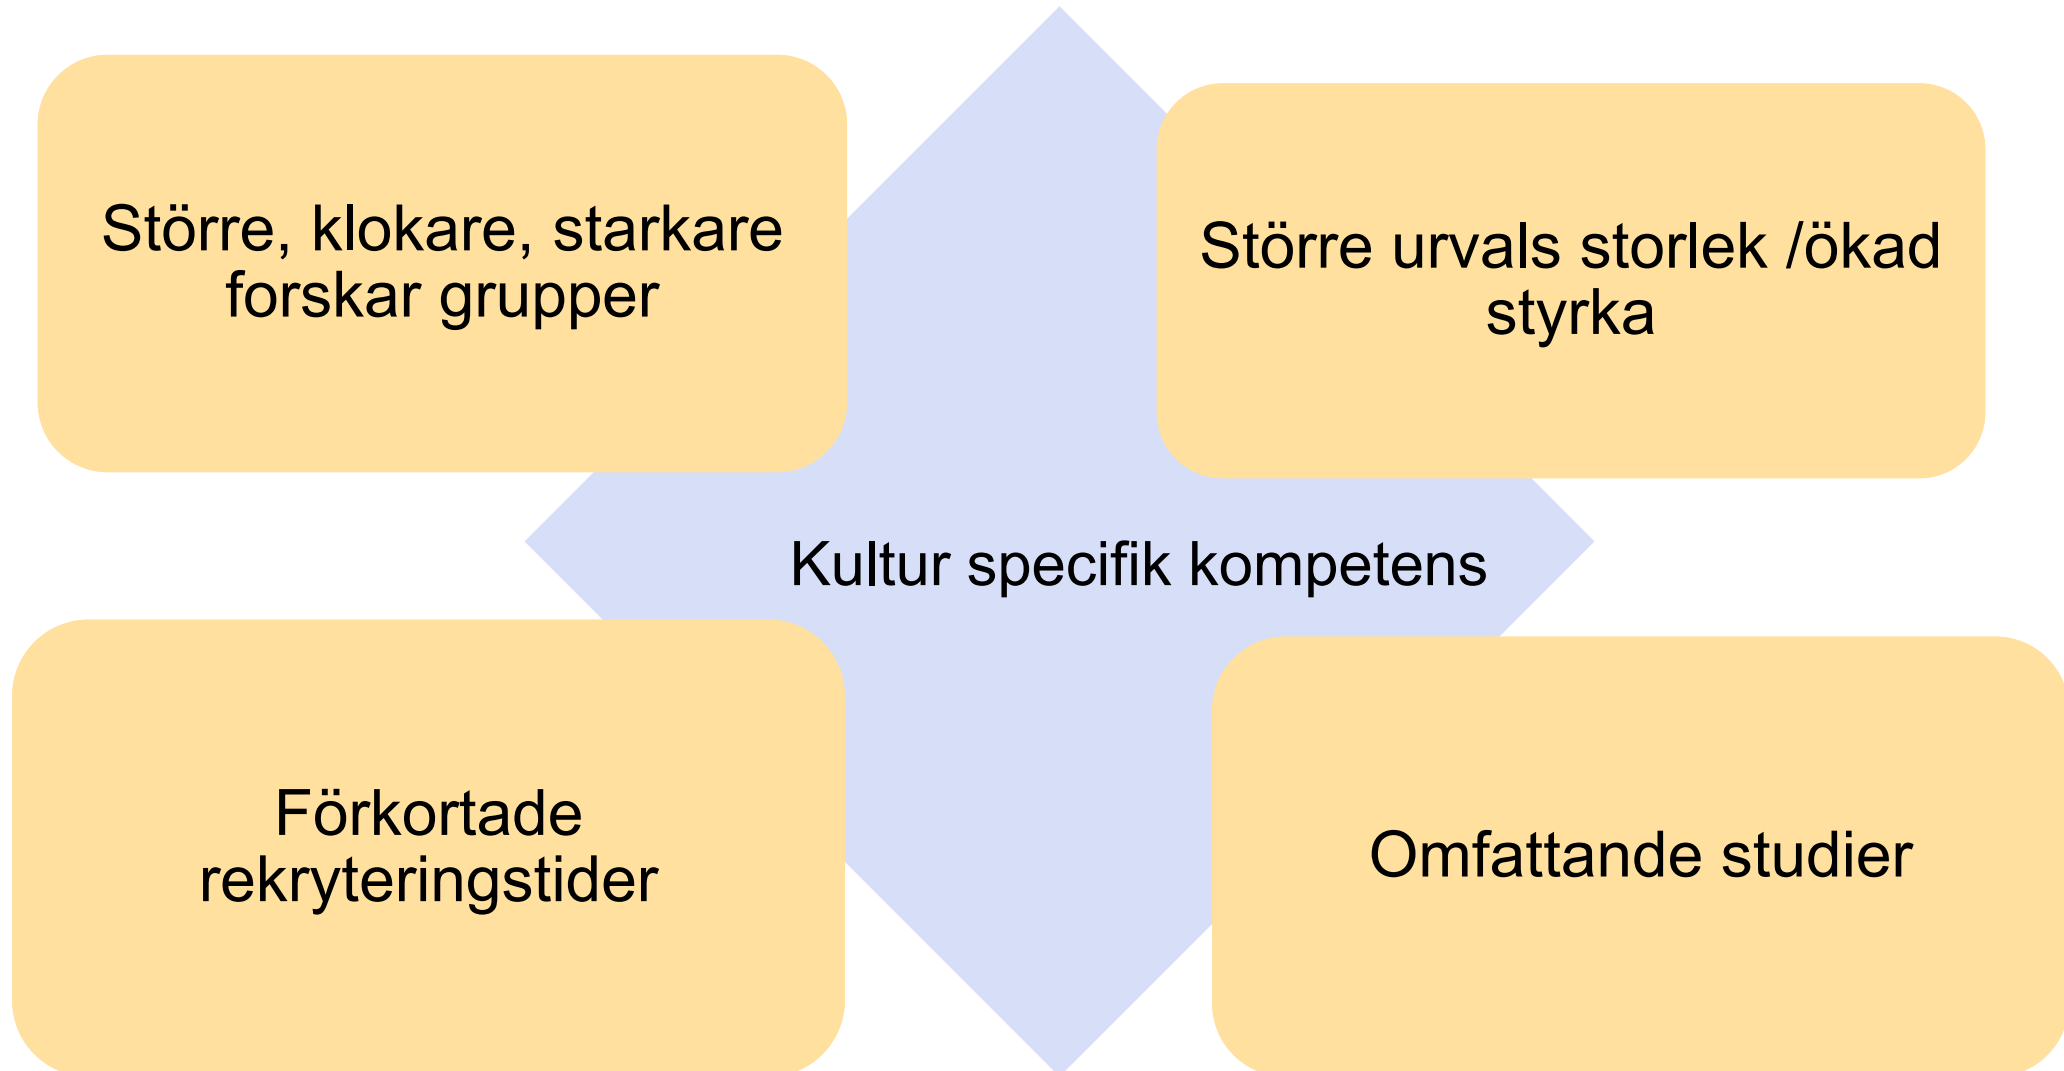 Större, klokare, starkare
forskar grupper
Större urvals storlek /ökad
styrka
Kultur specifik kompetens
Förkortade
rekryteringstider
Omfattande studier